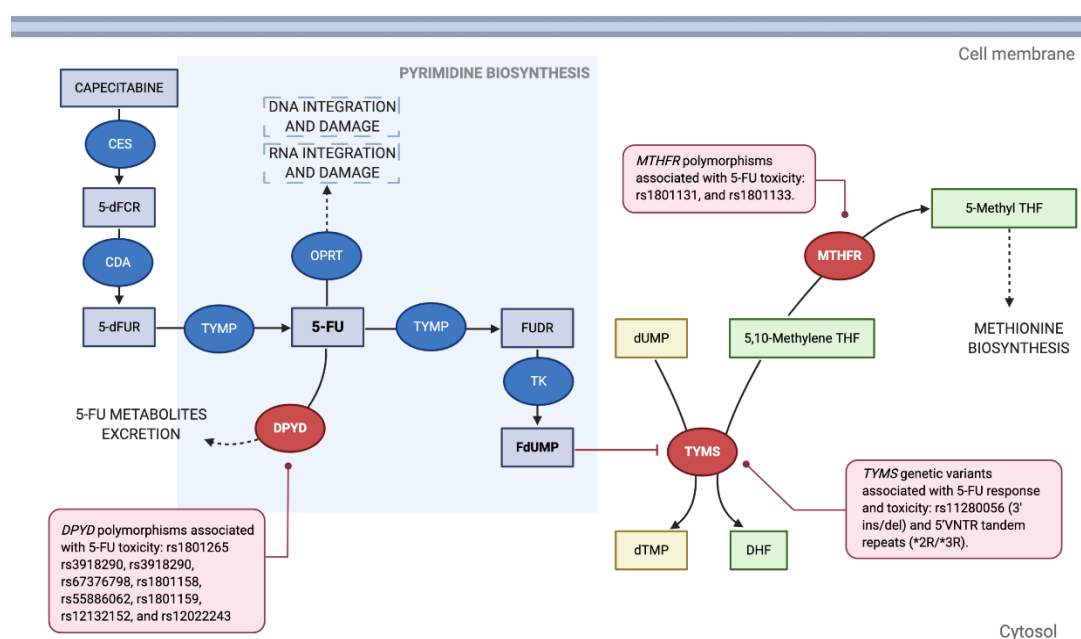 Cell membrane
PYRIMIDINE BIOSYNTHESIS
CAPECITABINE
CES
5-dFCR
CDA
5-dFUR
TYMP
DNA INTEGRATION
AND DAMAGE
RNA INTEGRATION
AND DAMAGE
OPRT
5-FU
TYMP
FUDR
TK
FdUMP
DPYD
5-FU METABOLITES
EXCRETION
DPYD polymorphisms associated
with 5-FU toxicity: rs1801265
rs3918290, rs3918290,
rs67376798, rs1801158,
rs55886062, rs1801159,
rs12132152, and rs12022243
MTHFR polymorphisms
associated with 5-FU toxicity:
rs1801131, and rs1801133.
MTHFR
5-Methyl THF
METHIONINE
BIOSYNTHESIS
dUMP
5,10-Methylene THF
TYMS
dTMP
DHF
TYMS genetic variants
associated with 5-FU response
and toxicity: rs11280056 (3'
ins/del) and 5'VNTR tandem
repeats (*2R/*3R).
Cytosol